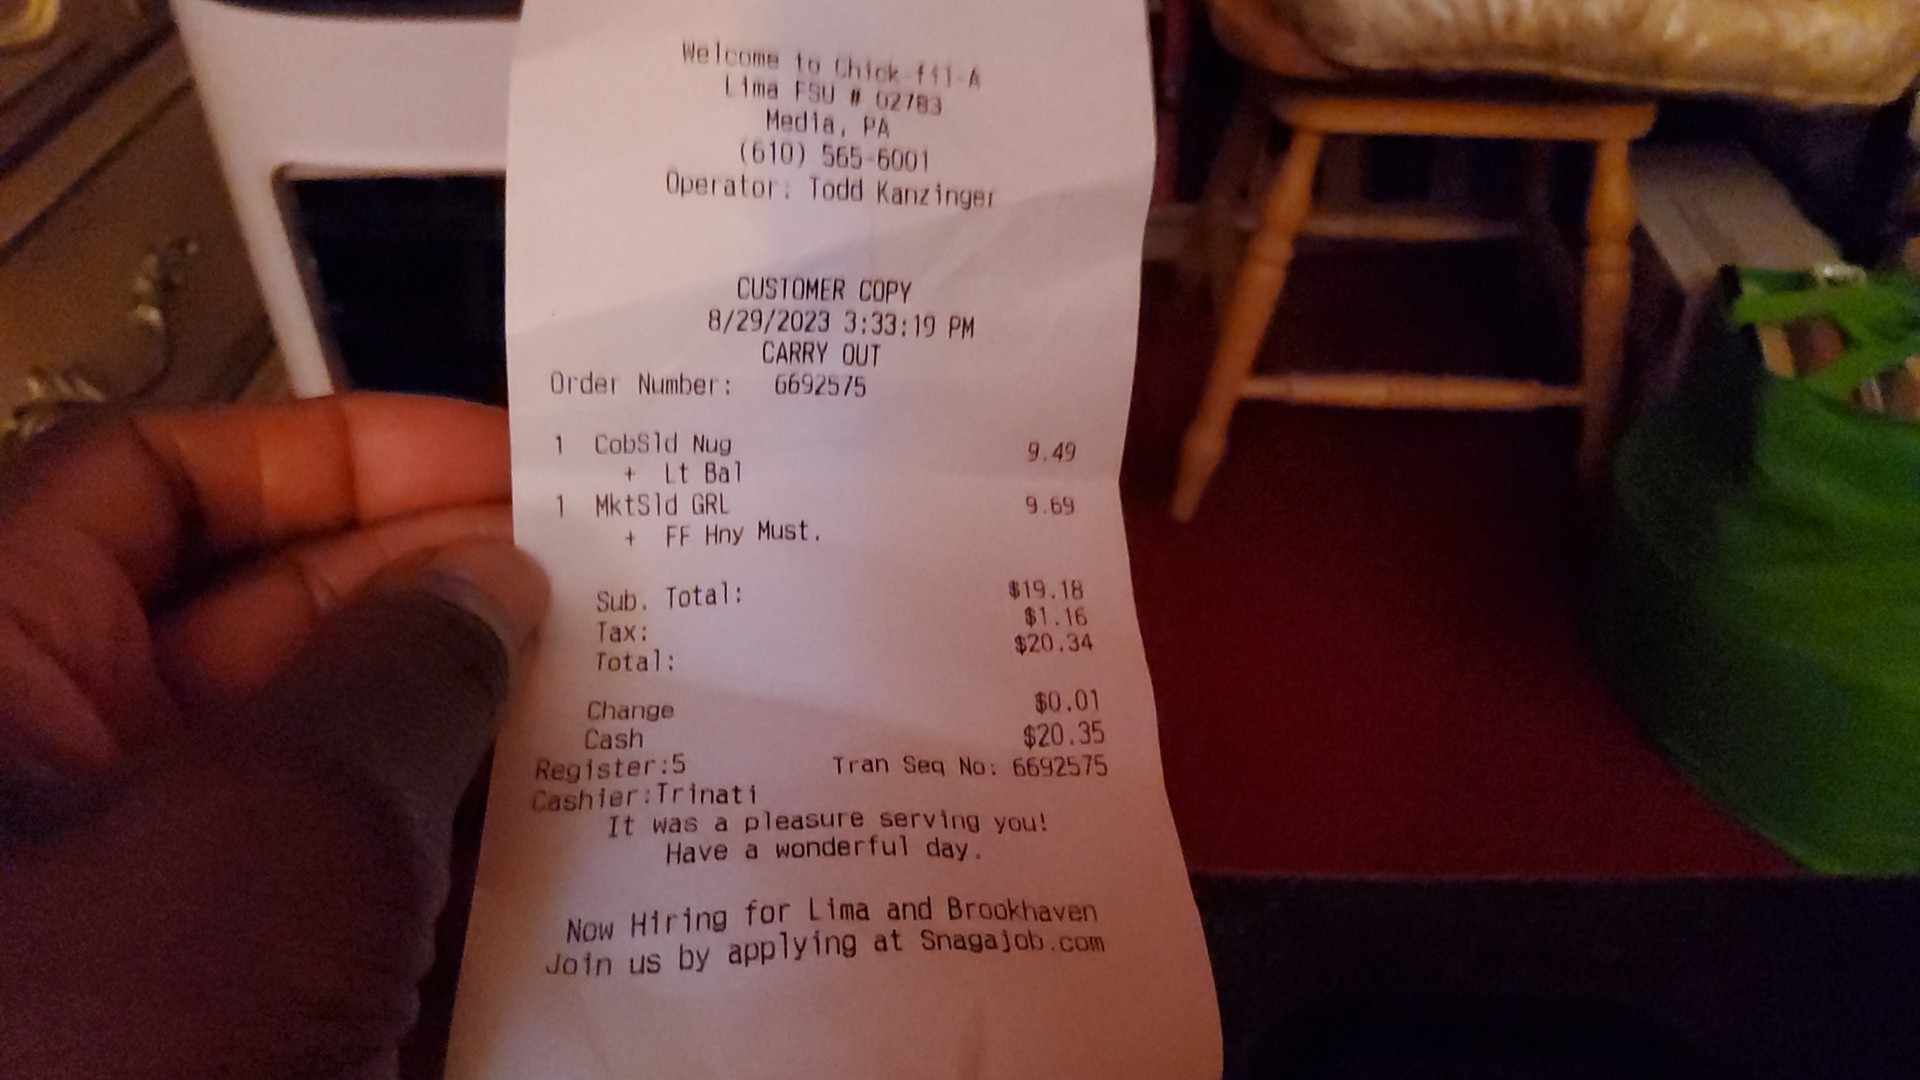 Welcome to Chick-fil-A
Lima FSU # 02783
Media, PA
(610) 565-6001
Operator: Todd Kanzinger
CUSTOMER COPY
8/29/2023 3:33:19 PM
CARRY OUT
Order Number: 6692575
1 CobSld Nug 9.49
+ Lt Bal
1 MktSld GRL 9.69
+ FF Hny Must.
Sub. Total: $19.18
Tax: $1.16
Total: $20.34
Change $0.01
Cash $20.35
Register:5 Tran Seq No: 6692575
Cashier:Trinati
It was a pleasure serving you!
Have a wonderful day.
Now Hiring for Lima and Brookhaven
Join us by applying at Snagajob.com